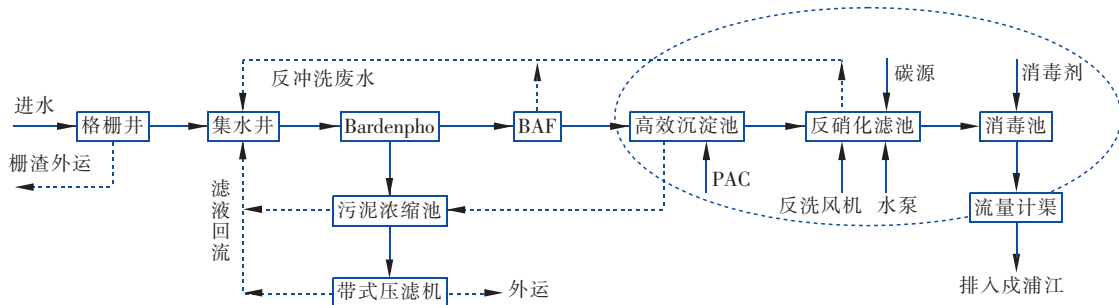 反冲洗废水
碳源
消毒剂
进水
格栅井
集水井
Bardenpho
BAF
高效沉淀池
反硝化滤池
消毒池
栅渣外运
滤液回流
污泥浓缩池
PAC
反洗风机
水泵
流量计渠
带式压滤机
外运
排入戍浦江